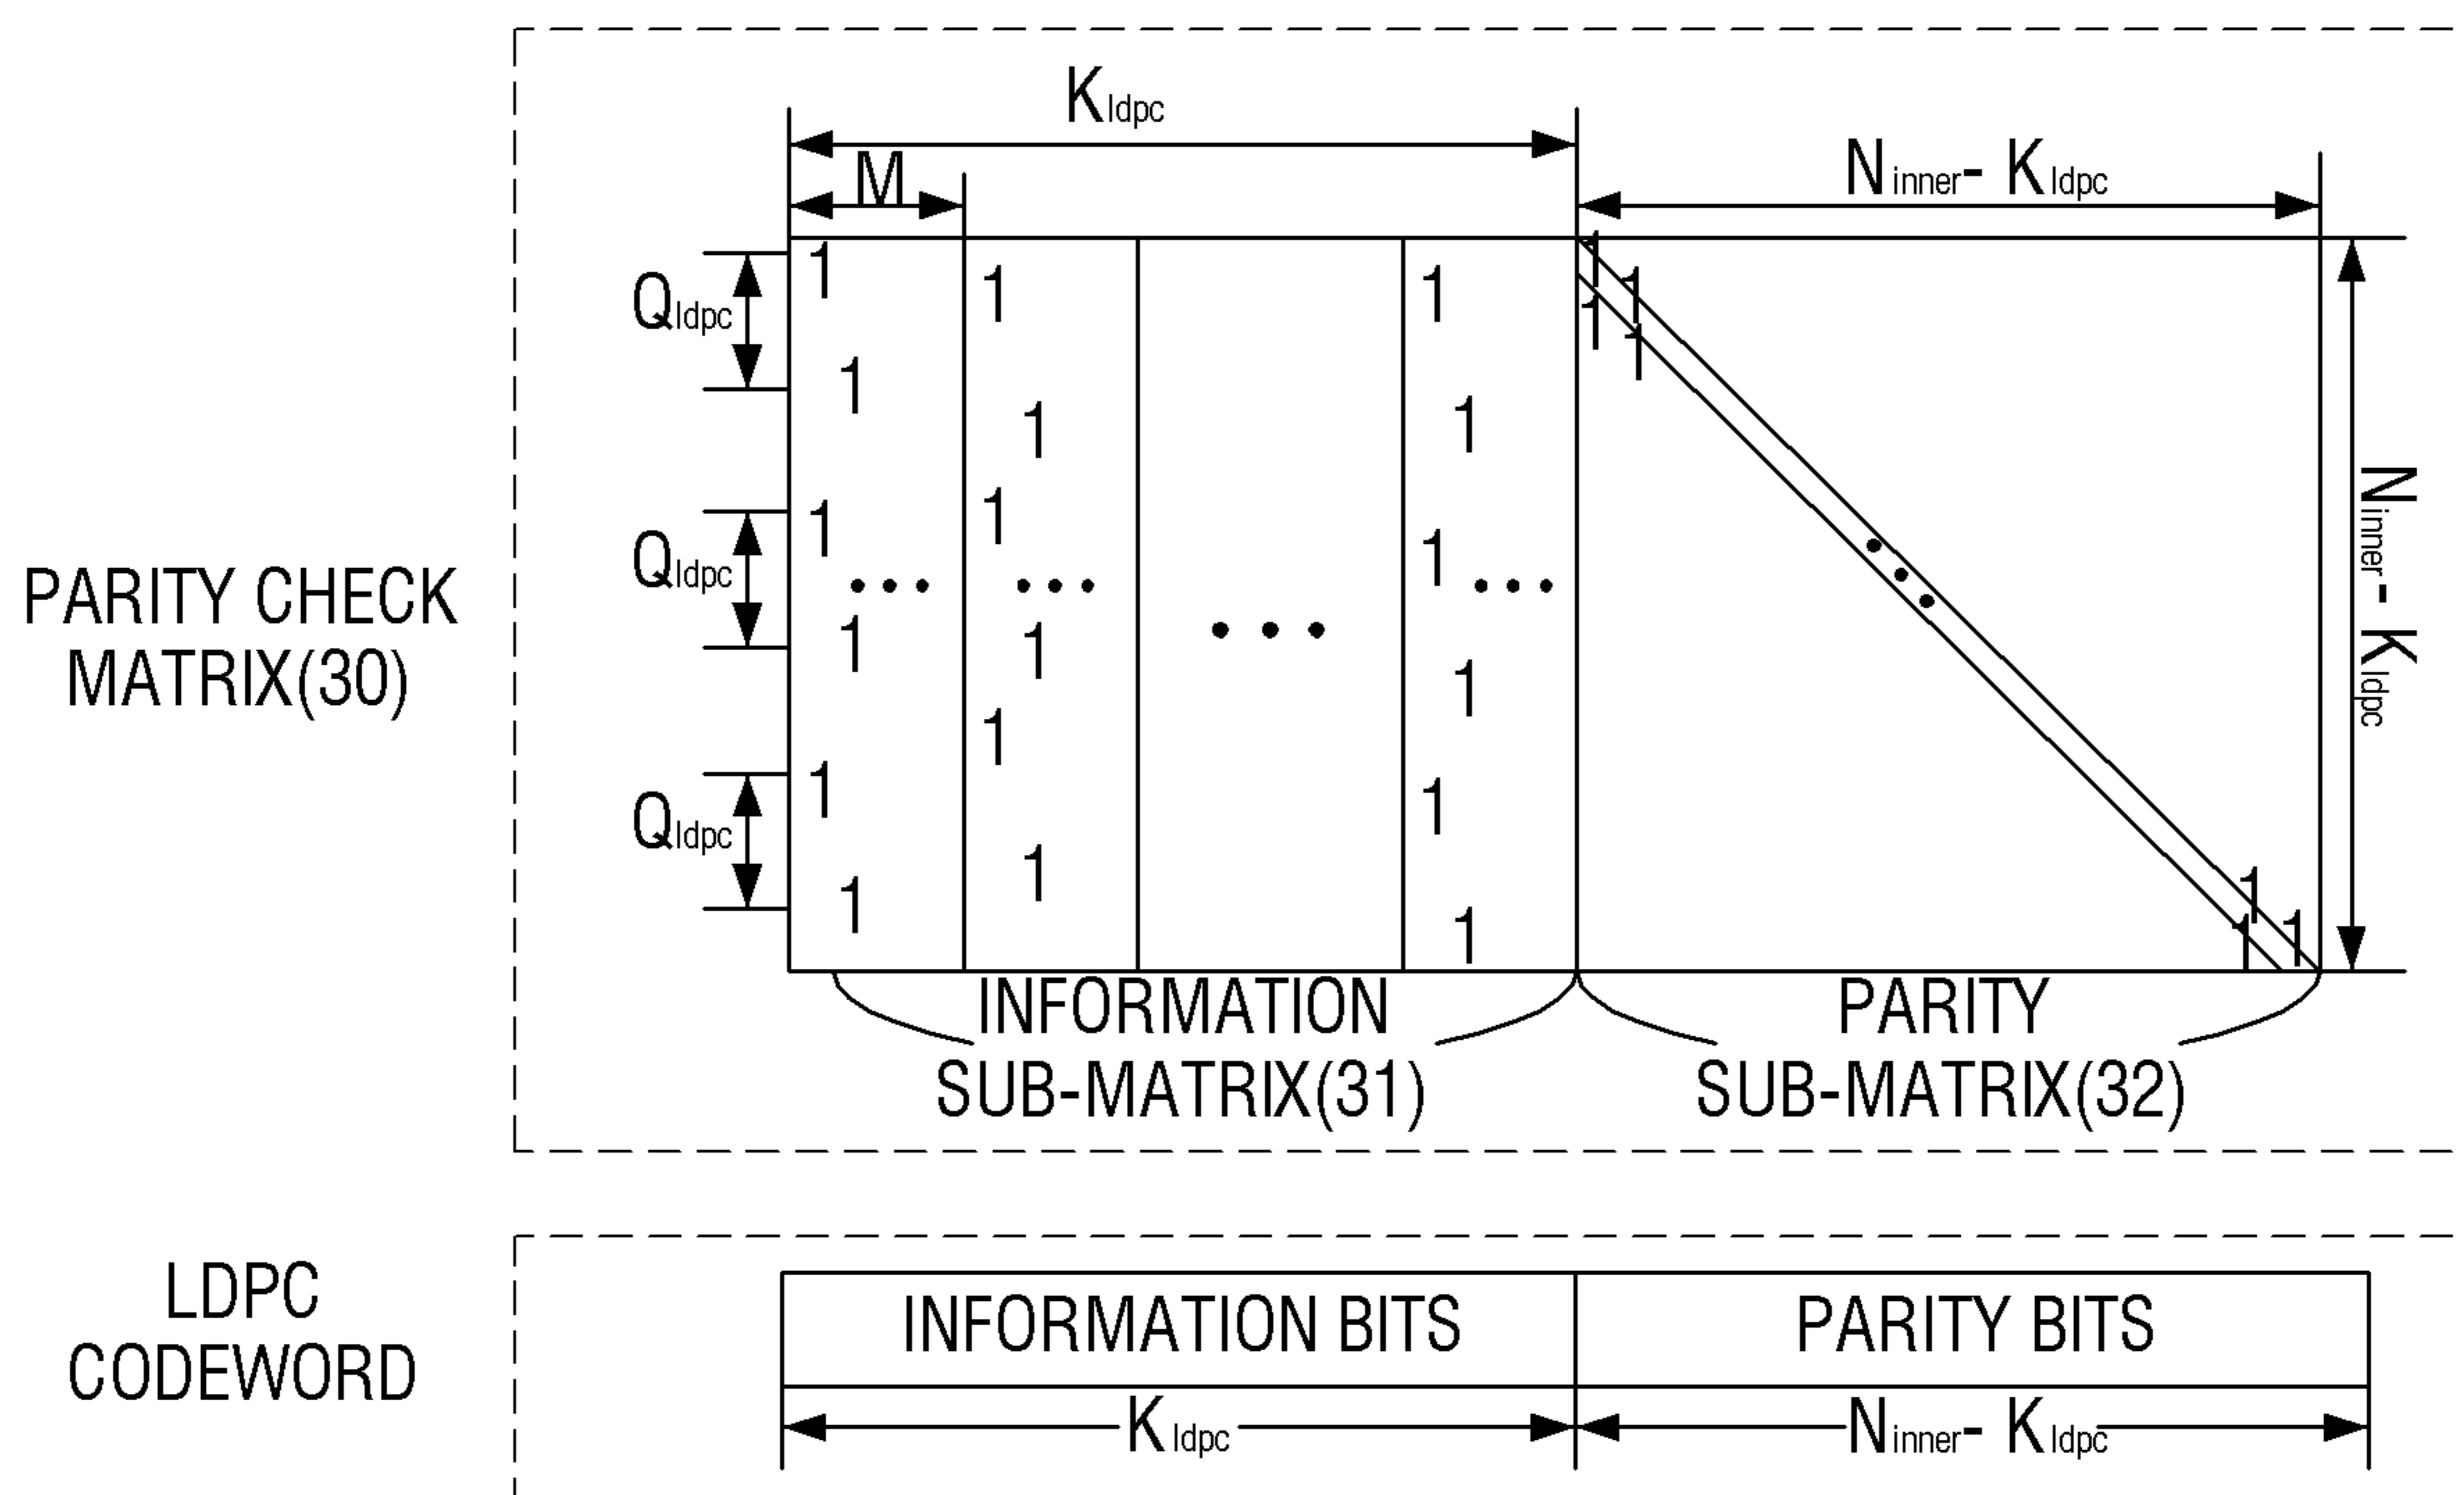 Kldpc
M
Ninner- Kldpc
1 1 1 1 1
Qldpc
1 1
1 1
1 1 1
Ninner- Kldpc
1 1 1
Qldpc
PARITY CHECK
MATRIX(30)
1 1 1
1
1 1
Qldpc
1 1
1 1 1
1 1
INFORMATION
SUB-MATRIX(31)
PARITY
SUB-MATRIX(32)
LDPC
CODEWORD
INFORMATION BITS
PARITY BITS
Kldpc
Ninner- Kldpc